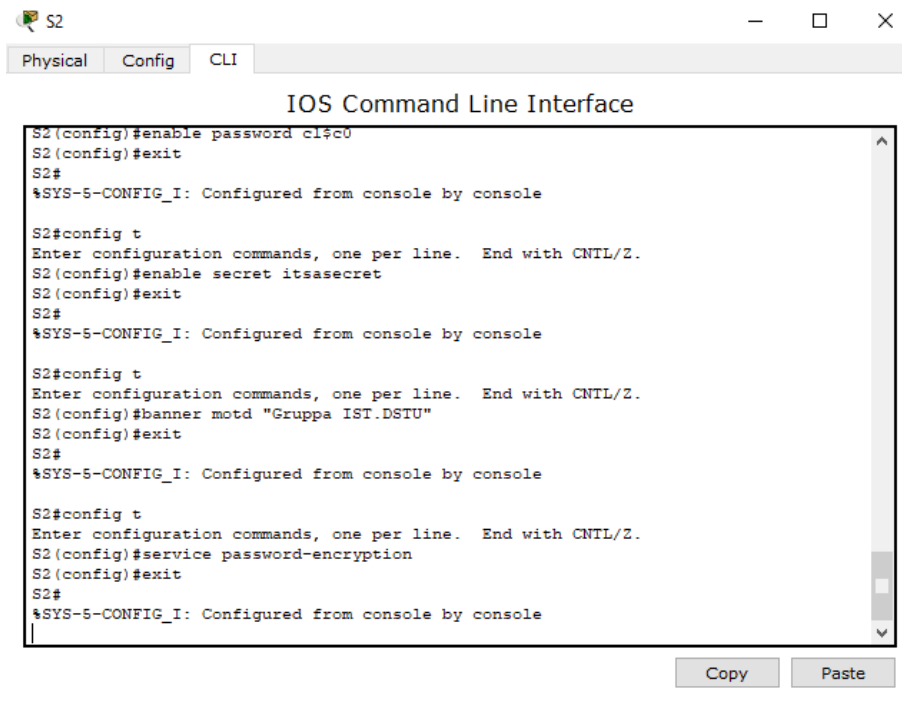 S2
Physical Config CLI
IOS Command Line Interface
S2(config)#enable password c1$c0
S2(config)#exit
S2#
%SYS-5-CONFIG_I: Configured from console by console
S2#config t
Enter configuration commands, one per line.  End with CNTL/Z.
S2(config)#enable secret itsasecret
S2(config)#exit
S2#
%SYS-5-CONFIG_I: Configured from console by console
S2#config t
Enter configuration commands, one per line.  End with CNTL/Z.
S2(config)#banner motd "Gruppa IST.DSTU"
S2(config)#exit
S2#
%SYS-5-CONFIG_I: Configured from console by console
S2#config t
Enter configuration commands, one per line.  End with CNTL/Z.
S2(config)#service password-encryption
S2(config)#exit
S2#
%SYS-5-CONFIG_I: Configured from console by console
Copy Paste